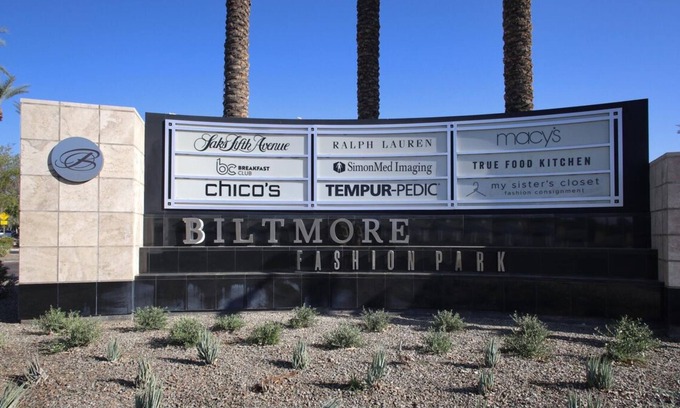 B
Saks Fifth Avenue
bc BREAKFAST
CLUB
chico's
RALPH LAUREN
SimonMed Imaging
TEMPUR-PEDIC
macy's
TRUE FOOD KITCHEN
my sister's closet
fashion consignment
BILTMORE
FASHION PARK